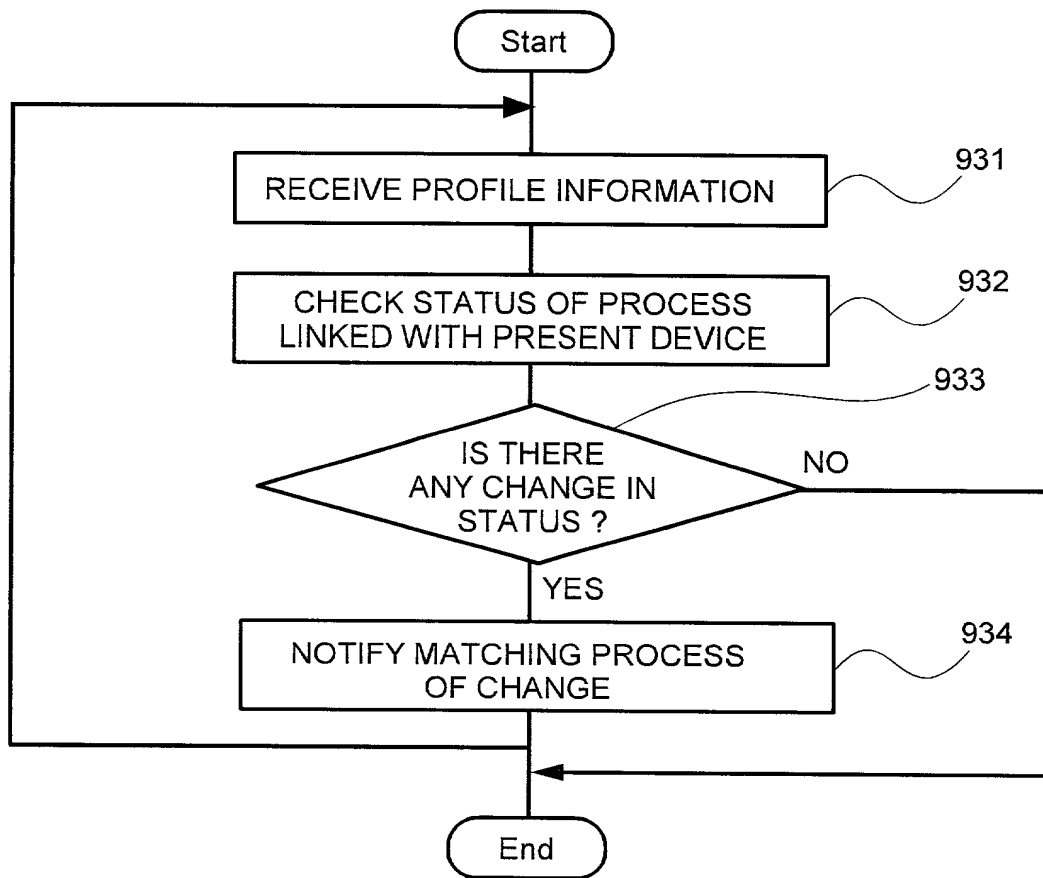 Start
RECEIVE PROFILE INFORMATION
931
CHECK STATUS OF PROCESS
LINKED WITH PRESENT DEVICE
932
933
IS THERE
ANY CHANGE IN
STATUS ?
NO
YES
NOTIFY MATCHING PROCESS
OF CHANGE
934
End